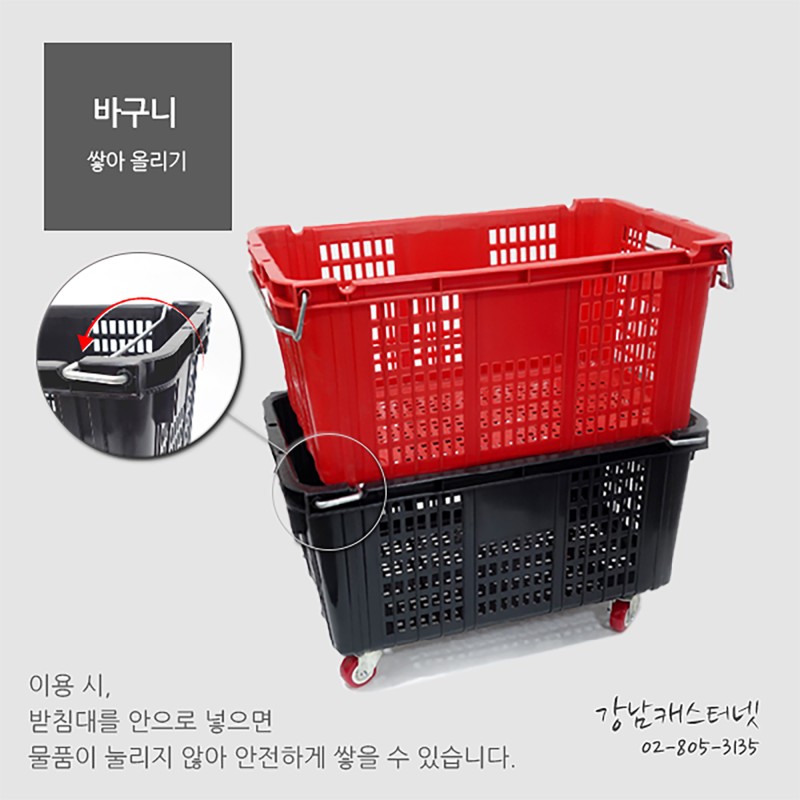 바구니
쌓아 올리기
이용 시,
받침대를 안으로 넣으면
물품이 눌리지 않아 안전하게 쌓을 수 있습니다.
강남캐스터넷
02-805-3135